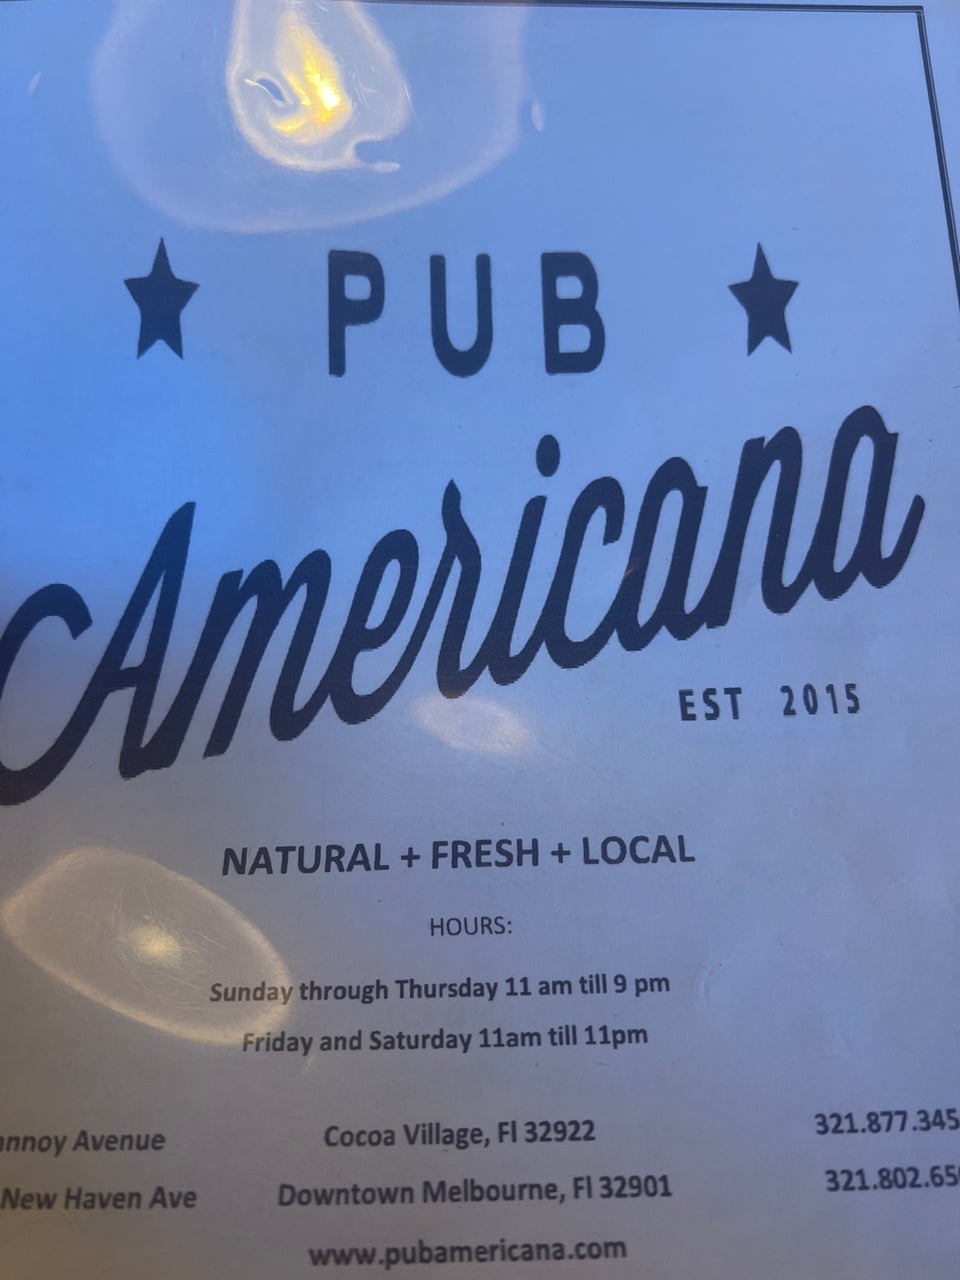 PUB
Americana
EST 2015
NATURAL + FRESH + LOCAL
HOURS:
Sunday through Thursday 11 am till 9 pm
Friday and Saturday 11am till 11pm
Avenue Cocoa Village, Fl 32922
New Haven Ave Downtown Melbourne, Fl 32901
www.pubamericana.com